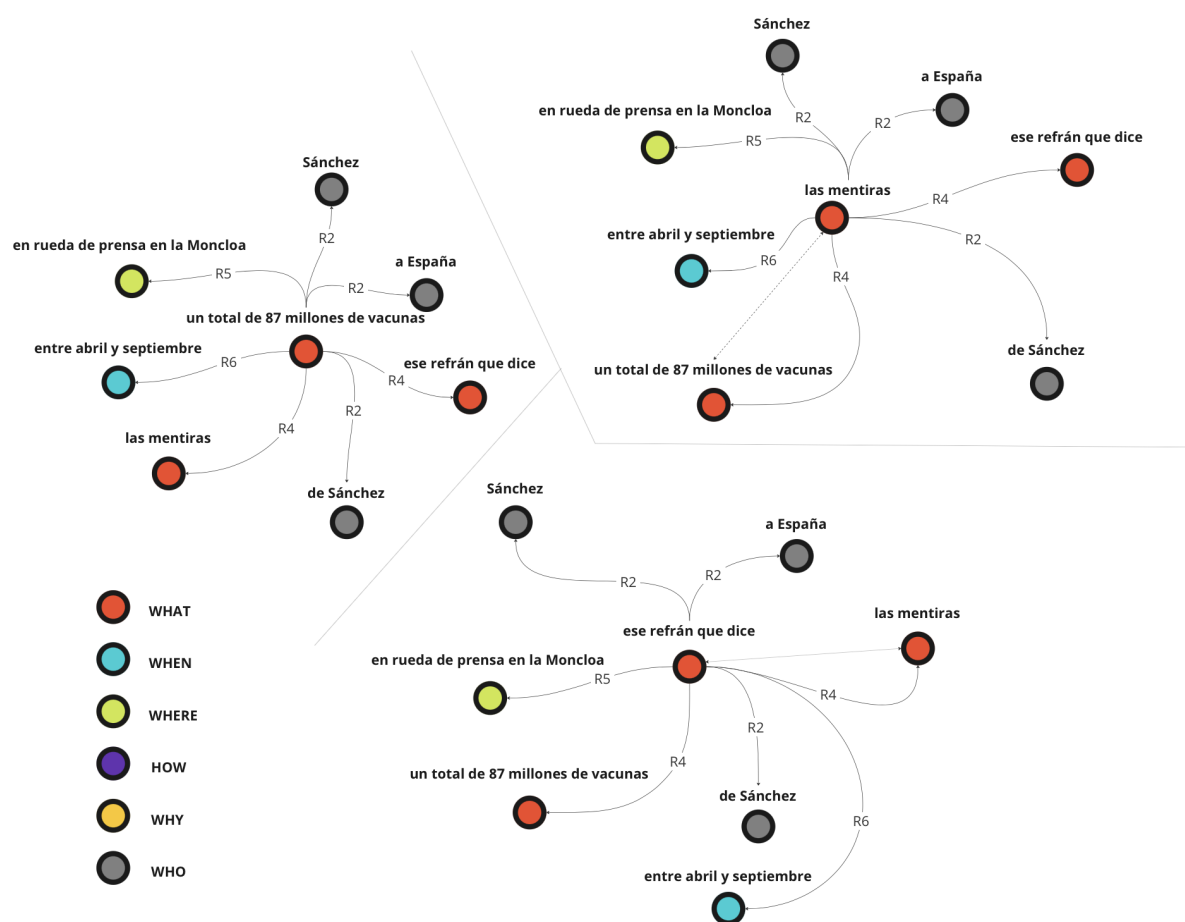 Sánchez
en rueda de prensa en la Moncloa
R2
R5
a España
R2
un total de 87 millones de vacunas
entre abril y septiembre
R6
ese refrán que dice
R4
R2
las mentiras
R4
de Sánchez
Sánchez
a España
en rueda de prensa en la Moncloa
R2
R2
ese refrán que dice
R5
las mentiras
R4
entre abril y septiembre
R2
R6
R4
de Sánchez
un total de 87 millones de vacunas
Sánchez
a España
R2
R2
las mentiras
ese refrán que dice
en rueda de prensa en la Moncloa
R5
R4
R2
R4
un total de 87 millones de vacunas
de Sánchez
R6
entre abril y septiembre
WHAT
WHEN
WHERE
HOW
WHY
WHO